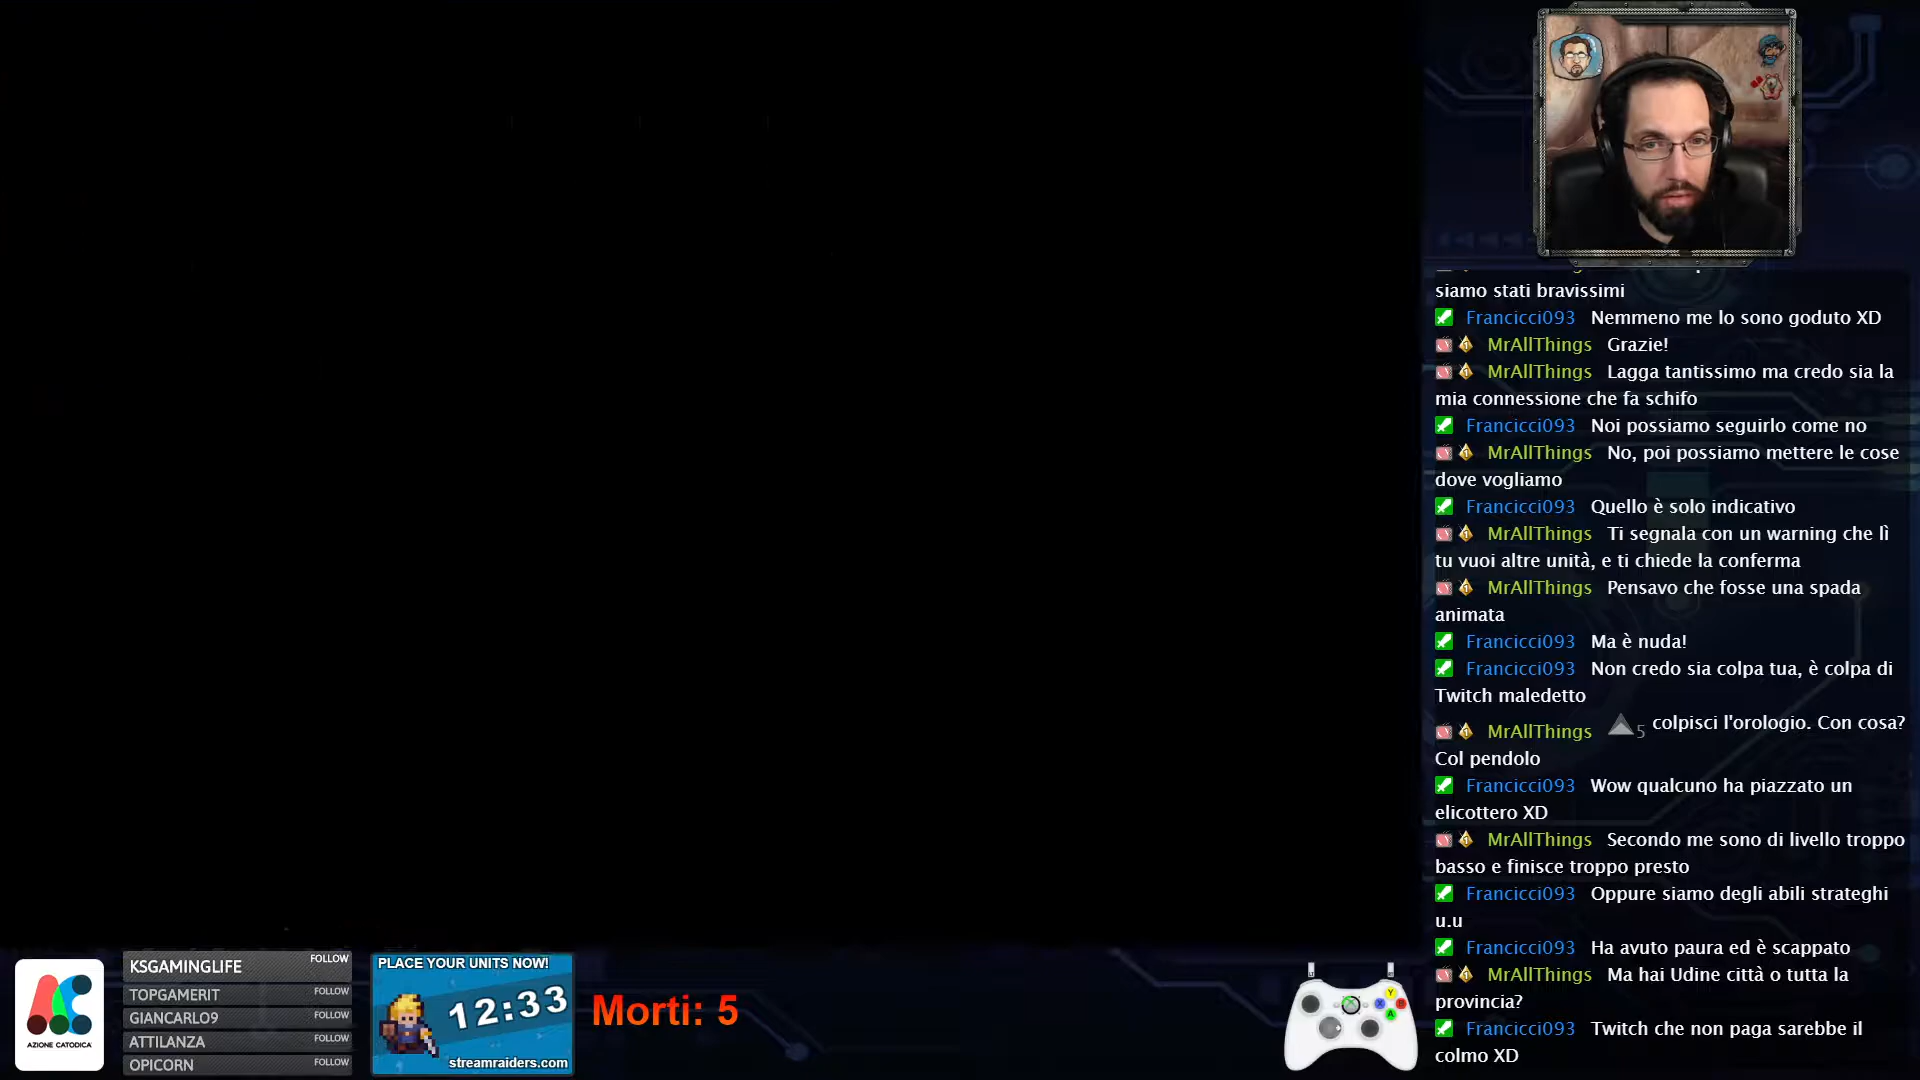 siamo stati bravissimi
Francicci093 Nemmeno me lo sono goduto XD
MrAllThings Grazie!
MrAllThings Lagga tantissimo ma credo sia la
mia connessione che fa schifo
Francicci093 Noi possiamo seguirlo come no
MrAllThings No, poi possiamo mettere le cose
dove vogliamo
Francicci093 Quello è solo indicativo
MrAllThings Ti segnala con un warning che lì
tu vuoi altre unità, e ti chiede la conferma
MrAllThings Pensavo che fosse una spada
animata
Francicci093 Ma è nuda!
Francicci093 Non credo sia colpa tua, è colpa di
Twitch maledetto
MrAllThings 5 colpisci l'orologio. Con cosa?
Col pendolo
Francicci093 Wow qualcuno ha piazzato un
elicottero XD
MrAllThings Secondo me sono di livello troppo
basso e finisce troppo presto
Francicci093 Oppure siamo degli abili strateghi
u.u
Francicci093 Ha avuto paura ed è scappato
MrAllThings Ma hai Udine città o tutta la
provincia?
Francicci093 Twitch che non paga sarebbe il
colmo XD
AZIONE CATODICA
KSGAMINGLIFE FOLLOW
TOPGAMERIT FOLLOW
GIANCARLO9 FOLLOW
ATTILANZA FOLLOW
OPICORN FOLLOW
PLACE YOUR UNITS NOW!
12:33
streamraiders.com
Morti: 5
Y
X
B
A